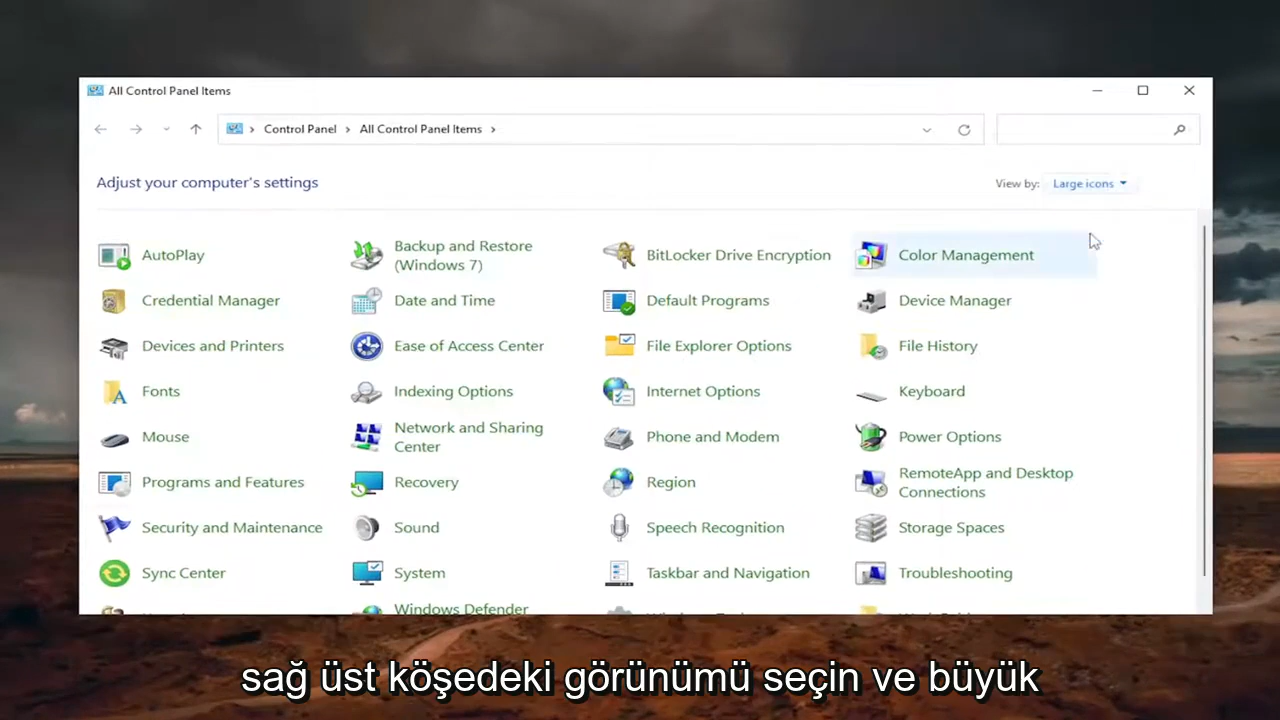 All Control Panel Items
Control Panel > All Control Panel Items >
Adjust your computer's settings
View by: Large icons
AutoPlay
Backup and Restore
(Windows 7)
BitLocker Drive Encryption
Color Management
Credential Manager
Date and Time
Default Programs
Device Manager
Devices and Printers
Ease of Access Center
File Explorer Options
File History
Fonts
Indexing Options
Internet Options
Keyboard
Mouse
Network and Sharing
Center
Phone and Modem
Power Options
Programs and Features
Recovery
Region
RemoteApp and Desktop
Connections
Security and Maintenance
Sound
Speech Recognition
Storage Spaces
Sync Center
System
Taskbar and Navigation
Troubleshooting
Windows Defender
sağ üst köşedeki görünümü seçin ve büyük